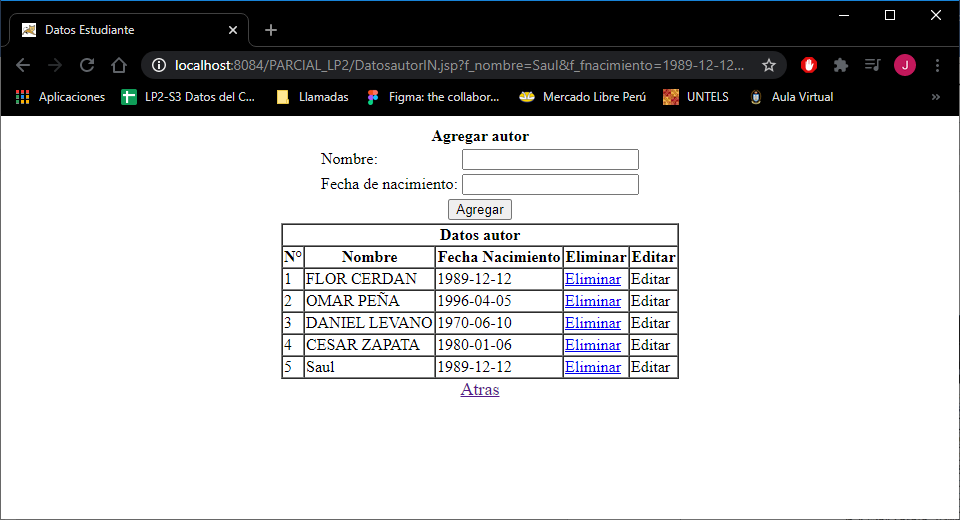 Datos Estudiante
localhost:8084/PARCIAL_LP2/DatosautorIN.jsp?f_nombre=Saul&f_fnacimiento=1989-12-12...
J
Aplicaciones LP2-S3 Datos del C... Llamadas Figma: the collabor... Mercado Libre Perú UNTELS Aula Virtual »
Agregar autor
Nombre:
Fecha de nacimiento:
Agregar
Datos autor
N° Nombre Fecha Nacimiento Eliminar Editar
1 FLOR CERDAN 1989-12-12 Eliminar Editar
2 OMAR PEÑA 1996-04-05 Eliminar Editar
3 DANIEL LEVANO 1970-06-10 Eliminar Editar
4 CESAR ZAPATA 1980-01-06 Eliminar Editar
5 Saul 1989-12-12 Eliminar Editar
Atras